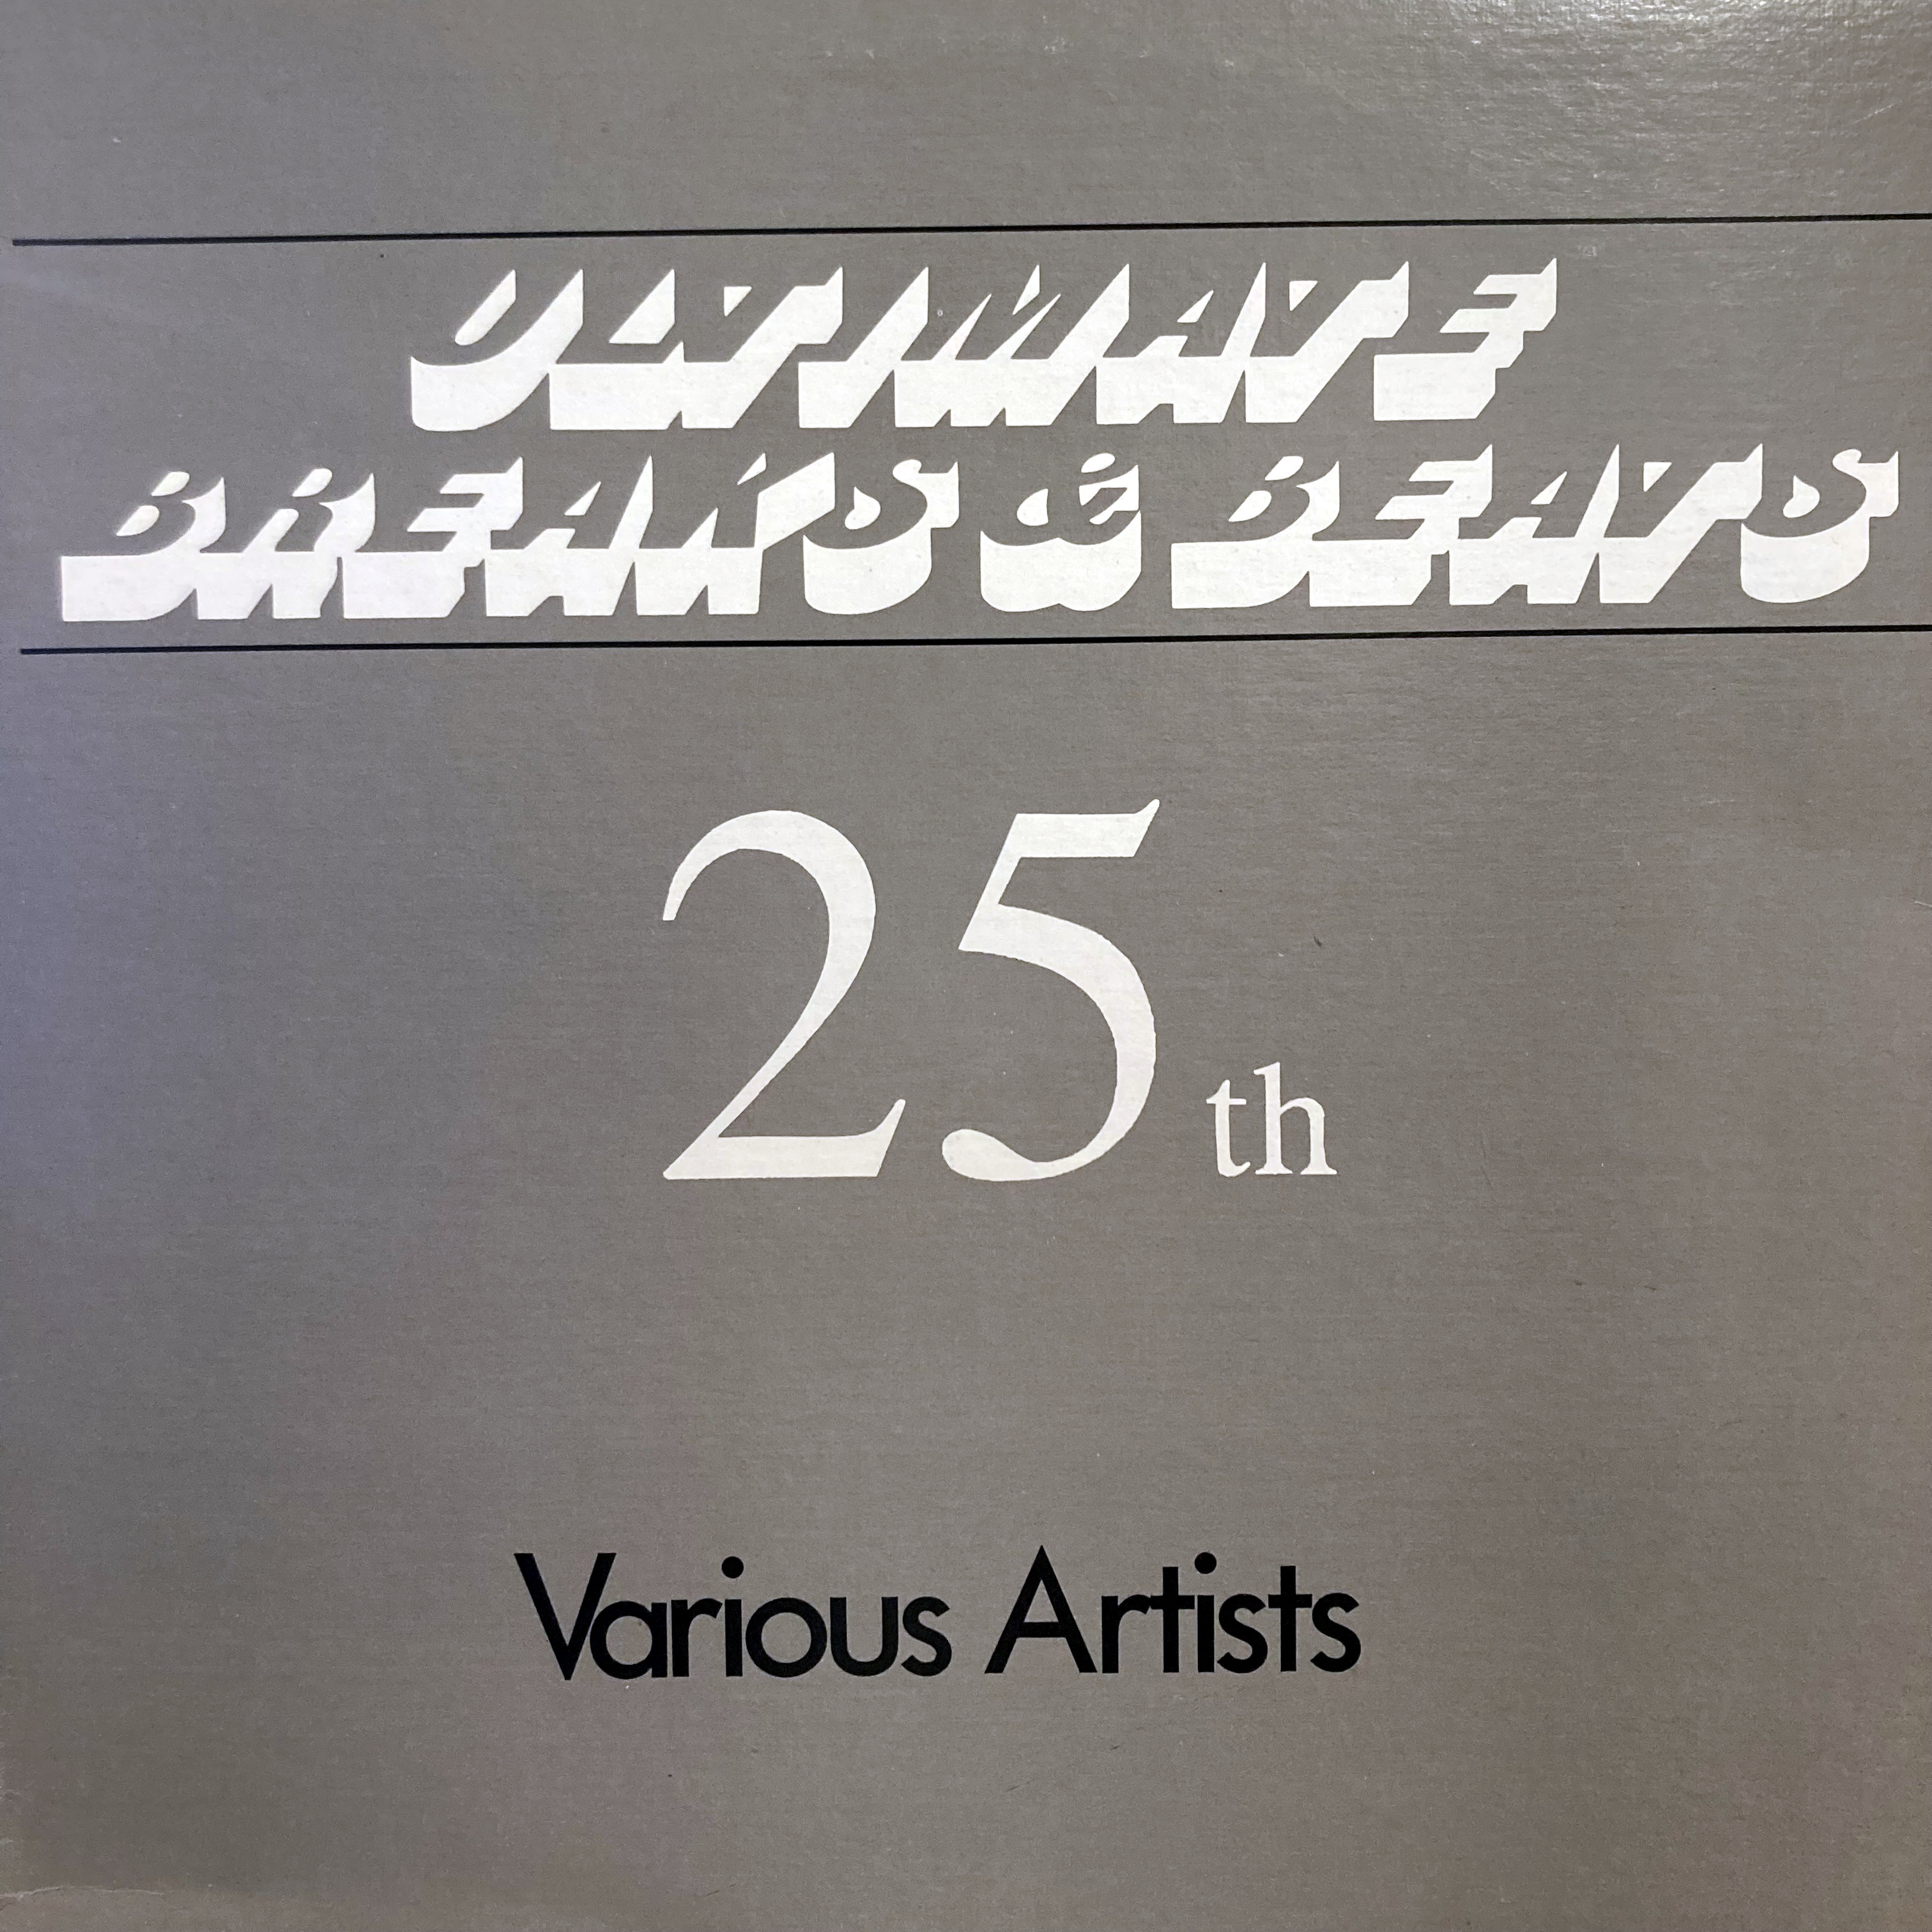 ULTIMATE
BREAKS & BEATS
25th
Various Artists